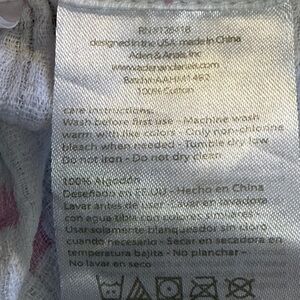 RN #126418
designed in the USA made in China
Aden & Anais, Inc
www.adenandanais.com
Batch# AAHM1452
100% Cotton
care instructions:
Wash before first use - Machine wash
warm with like colors - Only non-chlorine
bleach when needed - Tumble dry low
Do not iron - Do not dry clean
100% Algodón
Deseñado en EE.UU - Hecho en China
Lavar antes de usar - Lavar en lavadora
con agua tibia con colores similares -
Usar solamente blanqueador sin cloro
cuando necesario - Secar en secadora en
temperatura bajita - No planchar -
No lavar en seco